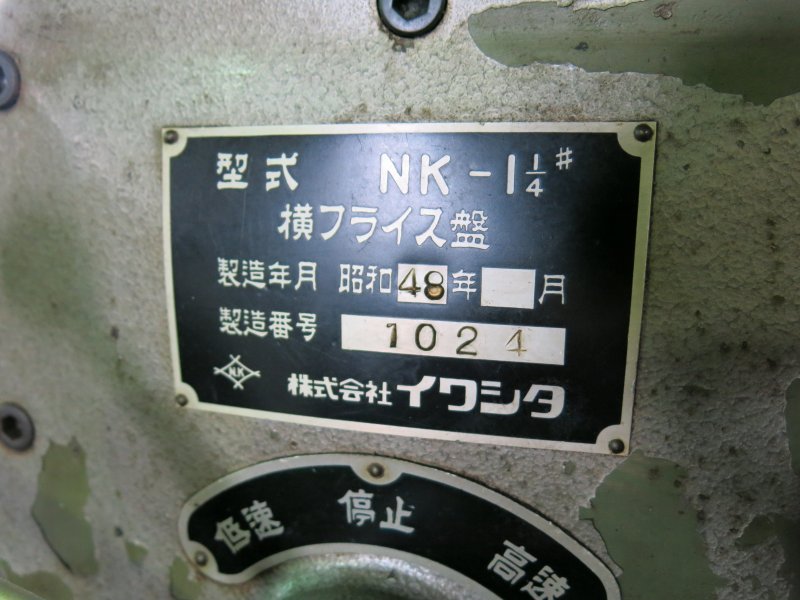 型式 NK-1¼#
横フライス盤
製造年月 昭和48年 月
製造番号 1024
NK 株式会社イワシタ
低速 停止 高速